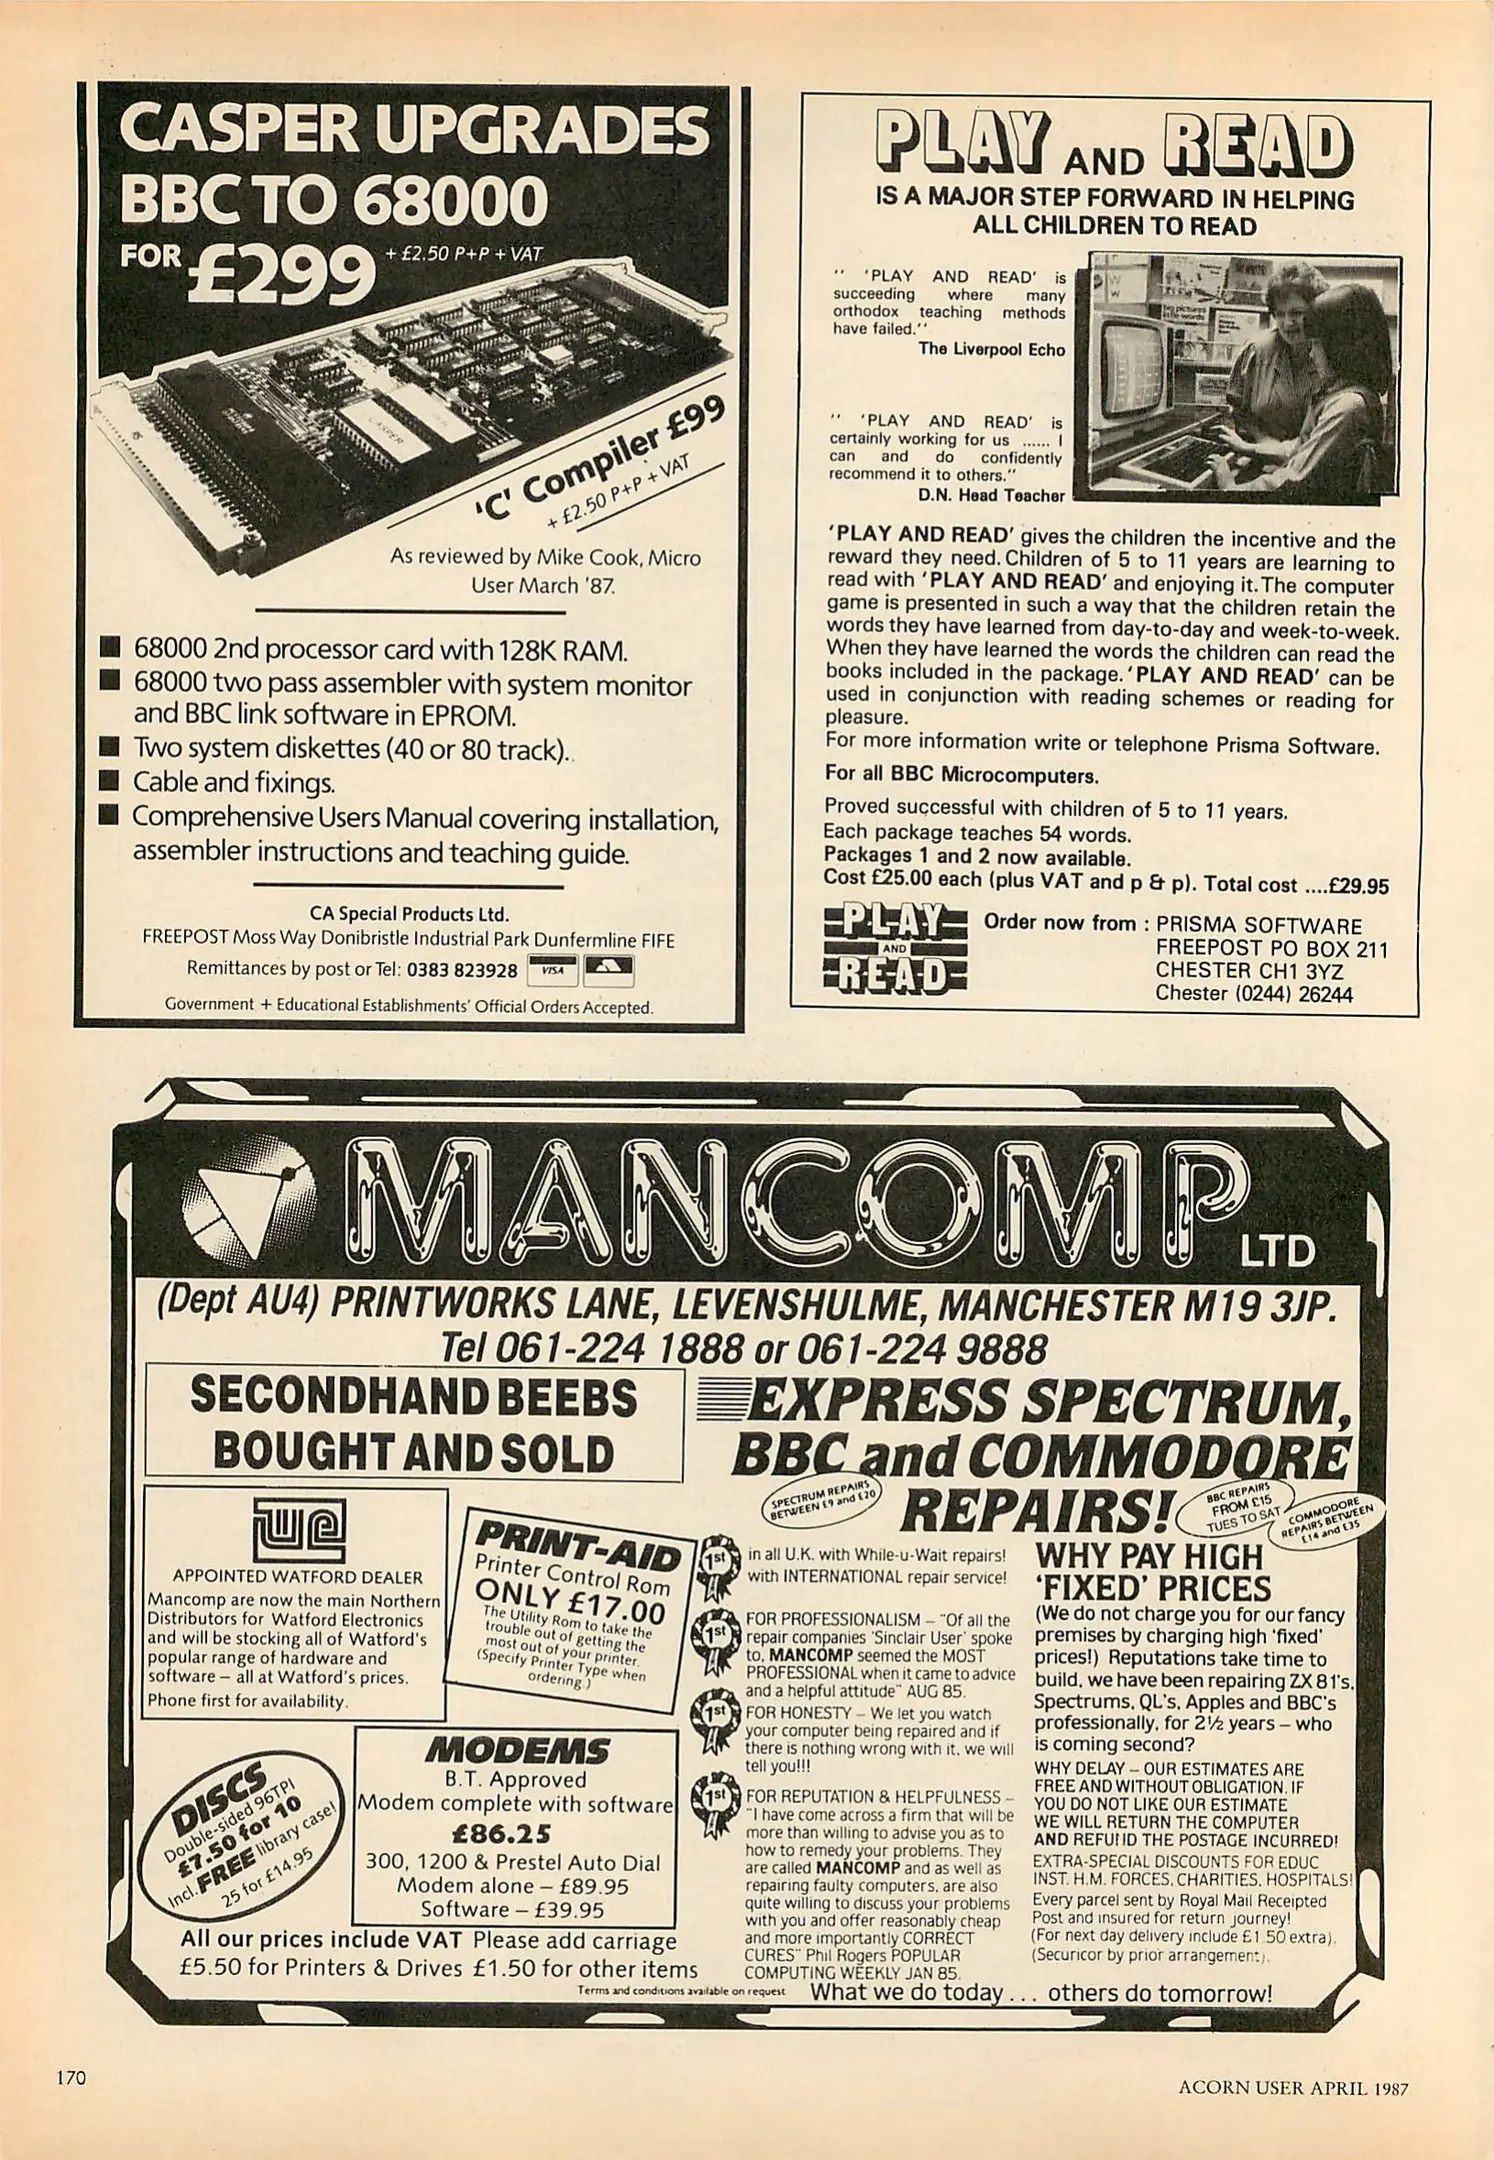 CASPER UPGRADES
BBC TO 68000
FOR £299 + £2.50 P+P + VAT
CASPER
'C' Compiler £99
+ £2.50 P+P + VAT
As reviewed by Mike Cook, Micro
User March '87.
■ 68000 2nd processor card with 128K RAM.
■ 68000 two pass assembler with system monitor
and BBC link software in EPROM.
■ Two system diskettes (40 or 80 track).
■ Cable and fixings.
■ Comprehensive Users Manual covering installation,
assembler instructions and teaching guide.
CA Special Products Ltd.
FREEPOST Moss Way Donibristle Industrial Park Dunfermline FIFE
Remittances by post or Tel: 0383 823928 VISA
Government + Educational Establishments' Official Orders Accepted.
PLAY AND READ
IS A MAJOR STEP FORWARD IN HELPING
ALL CHILDREN TO READ
" 'PLAY AND READ' is
succeeding where many
orthodox teaching methods
have failed."
The Liverpool Echo
" 'PLAY AND READ' is
certainly working for us ...... I
can and do confidently
recommend it to others."
D.N. Head Teacher
'PLAY AND READ' gives the children the incentive and the
reward they need. Children of 5 to 11 years are learning to
read with 'PLAY AND READ' and enjoying it. The computer
game is presented in such a way that the children retain the
words they have learned from day-to-day and week-to-week.
When they have learned the words the children can read the
books included in the package. 'PLAY AND READ' can be
used in conjunction with reading schemes or reading for
pleasure.
For more information write or telephone Prisma Software.
For all BBC Microcomputers.
Proved successful with children of 5 to 11 years.
Each package teaches 54 words.
Packages 1 and 2 now available.
Cost £25.00 each (plus VAT and p & p). Total cost ....£29.95
PLAY
AND
READ
Order now from : PRISMA SOFTWARE
FREEPOST PO BOX 211
CHESTER CH1 3YZ
Chester (0244) 26244
MANCOMP LTD
(Dept AU4) PRINTWORKS LANE, LEVENSHULME, MANCHESTER M19 3JP.
Tel 061-224 1888 or 061-224 9888
SECONDHAND BEEBS
BOUGHT AND SOLD
APPOINTED WATFORD DEALER
Mancomp are now the main Northern
Distributors for Watford Electronics
and will be stocking all of Watford's
popular range of hardware and
software – all at Watford's prices.
Phone first for availability.
PRINT-AID
Printer Control Rom
ONLY £17.00
The Utility Rom to take the
trouble out of getting the
most out of your printer.
(Specify Printer Type when
ordering.)
DISCS
Double-sided 96TPI
£7.50 for 10
Incl. FREE library case!
25 for £14.95
MODEMS
B.T. Approved
Modem complete with software
£86.25
300, 1200 & Prestel Auto Dial
Modem alone – £89.95
Software – £39.95
All our prices include VAT Please add carriage
£5.50 for Printers & Drives £1.50 for other items
Terms and conditions available on request
EXPRESS SPECTRUM,
BBC and COMMODORE
REPAIRS!
SPECTRUM REPAIRS
BETWEEN £9 and £20
BBC REPAIRS
FROM £15
TUES TO SAT
COMMODORE
REPAIRS BETWEEN
£14 and £35
1st in all U.K. with While-u-Wait repairs!
with INTERNATIONAL repair service!
1st FOR PROFESSIONALISM – "Of all the
repair companies 'Sinclair User' spoke
to, MANCOMP seemed the MOST
PROFESSIONAL when it came to advice
and a helpful attitude" AUG 85.
1st FOR HONESTY – We let you watch
your computer being repaired and if
there is nothing wrong with it, we will
tell you!!!
1st FOR REPUTATION & HELPFULNESS –
"I have come across a firm that will be
more than willing to advise you as to
how to remedy your problems. They
are called MANCOMP and as well as
repairing faulty computers, are also
quite willing to discuss your problems
with you and offer reasonably cheap
and more importantly CORRECT
CURES" Phil Rogers POPULAR
COMPUTING WEEKLY JAN 85.
WHY PAY HIGH
'FIXED' PRICES
(We do not charge you for our fancy
premises by charging high 'fixed'
prices!) Reputations take time to
build, we have been repairing ZX 81's,
Spectrums, QL's, Apples and BBC's
professionally, for 2½ years – who
is coming second?
WHY DELAY – OUR ESTIMATES ARE
FREE AND WITHOUT OBLIGATION. IF
YOU DO NOT LIKE OUR ESTIMATE
WE WILL RETURN THE COMPUTER
AND REFUND THE POSTAGE INCURRED!
EXTRA-SPECIAL DISCOUNTS FOR EDUC
INST. H.M. FORCES, CHARITIES, HOSPITALS!
Every parcel sent by Royal Mail Receipted
Post and insured for return journey!
(For next day delivery include £1.50 extra).
(Securicor by prior arrangement).
What we do today . . . others do tomorrow!
170
ACORN USER APRIL 1987